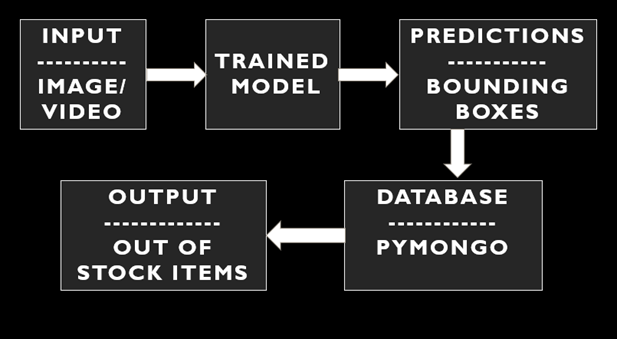 INPUT
----------
IMAGE/
VIDEO
TRAINED
MODEL
PREDICTIONS
-----------
BOUNDING
BOXES
DATABASE
------------
PYMONGO
OUTPUT
-------------
OUT OF
STOCK ITEMS